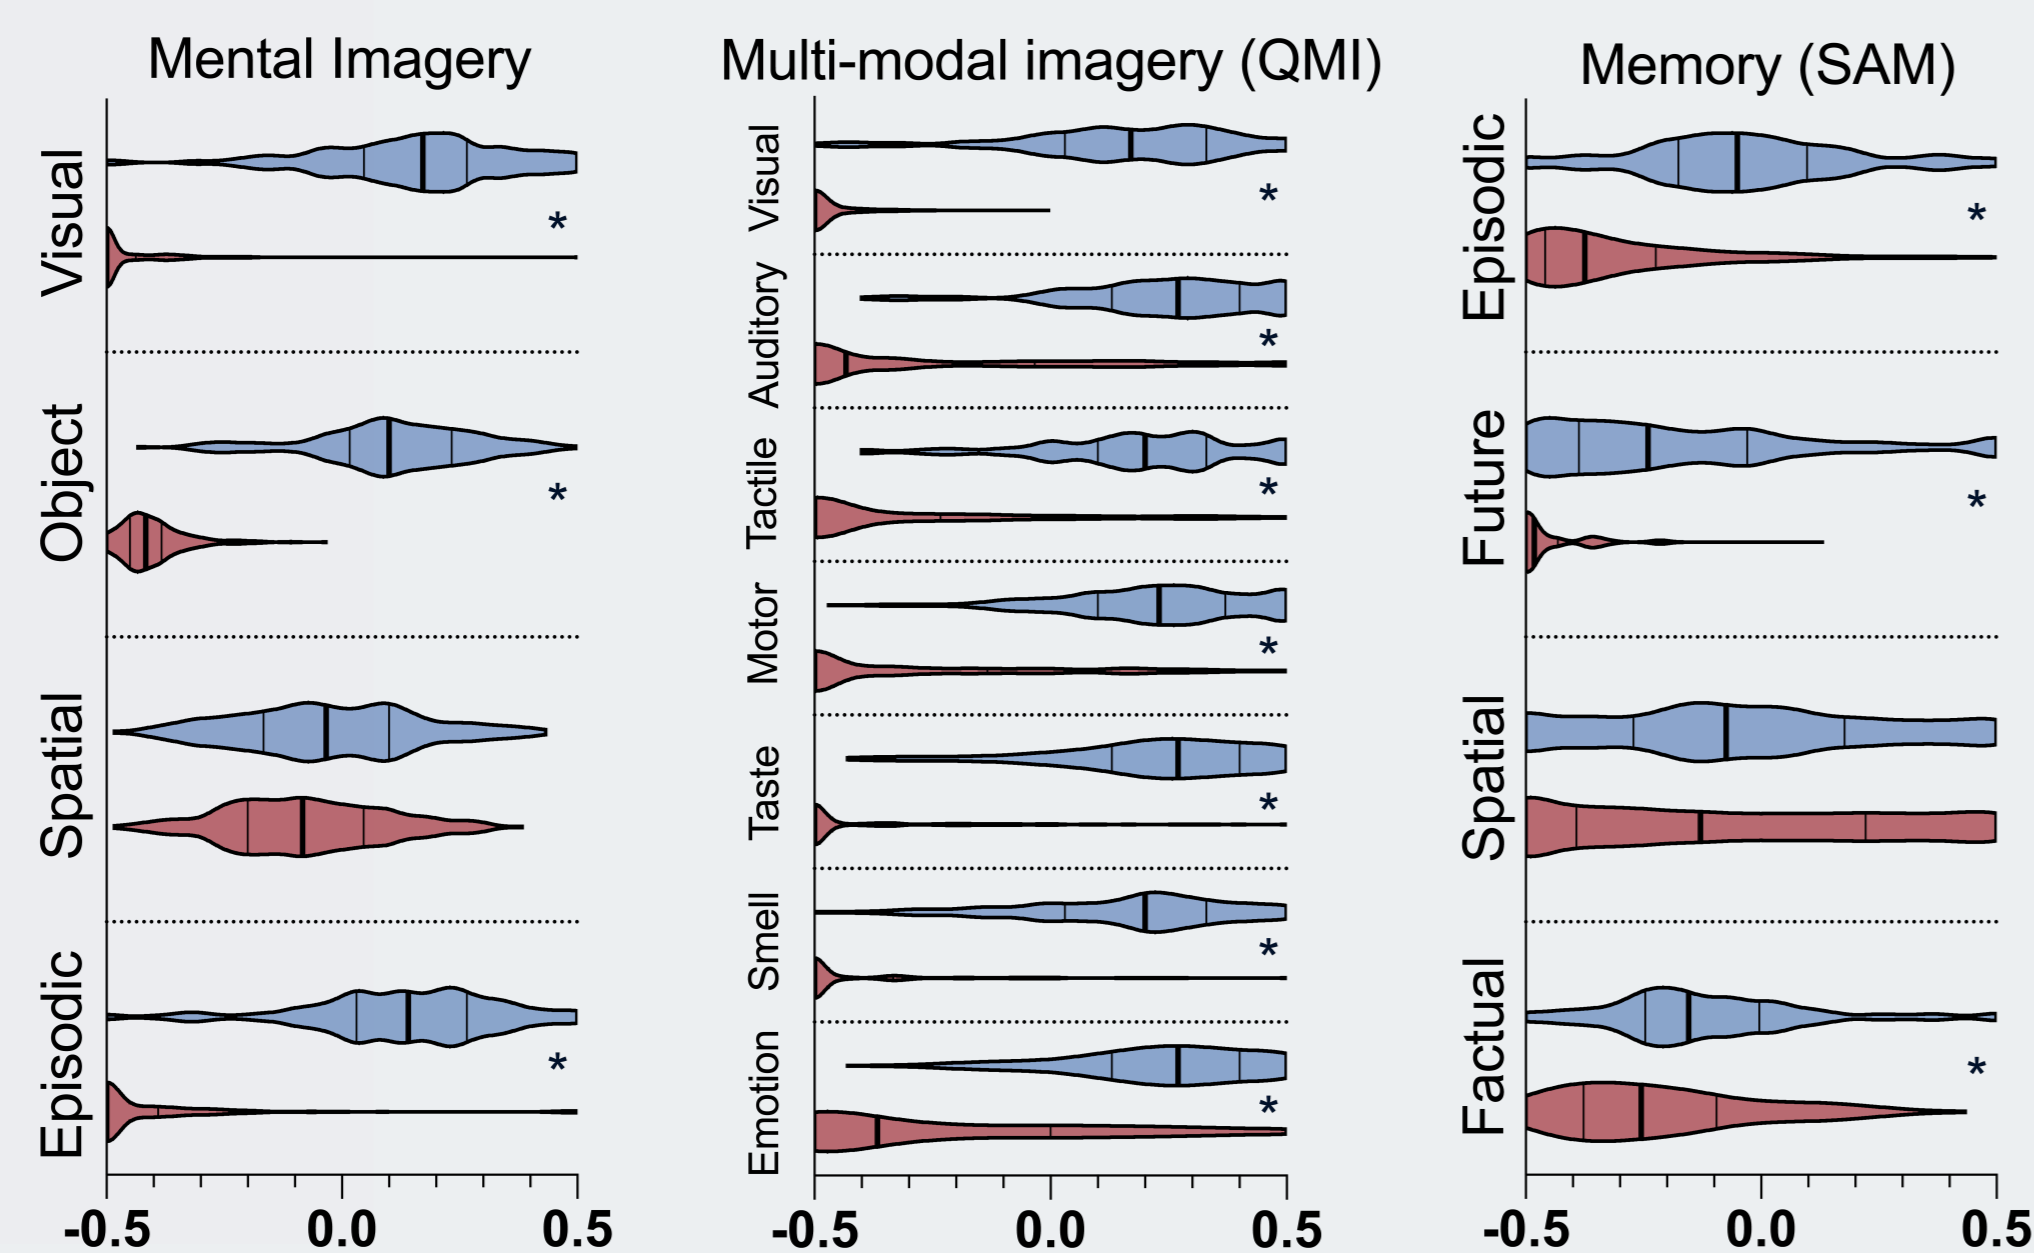 Mental Imagery
Visual
*
Object
*
Spatial
Episodic
*
-0.5 0.0 0.5
Multi-modal imagery (QMI)
Visual
*
Auditory
*
Tactile
*
Motor
*
Taste
*
Smell
*
Emotion
*
-0.5 0.0 0.5
Memory (SAM)
Episodic
*
Future
*
Spatial
Factual
*
-0.5 0.0 0.5